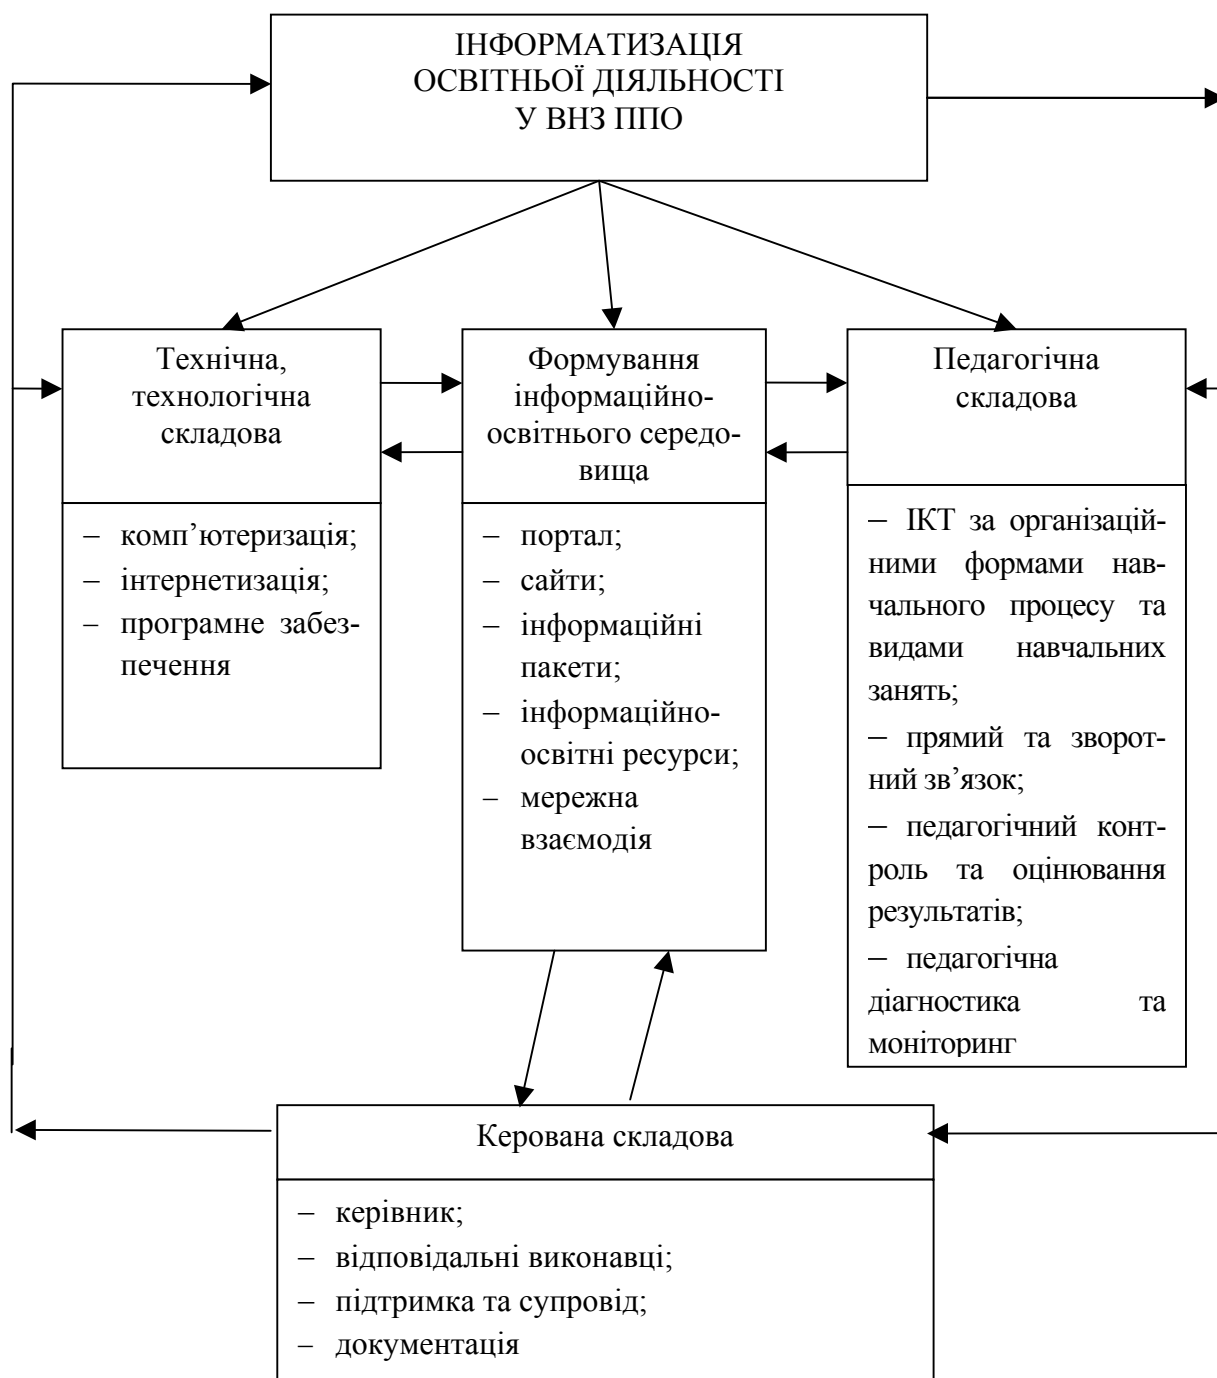 ІНФОРМАТИЗАЦІЯ
ОСВІТНЬОЇ ДІЯЛЬНОСТІ
У ВНЗ ППО
Технічна,
технологічна
складова
– комп’ютеризація;
– інтернетизація;
– програмне забез-
печення
Формування
інформаційно-
освітнього середо-
вища
– портал;
– сайти;
– інформаційні
пакети;
– інформаційно-
освітні ресурси;
– мережна
взаємодія
Педагогічна
складова
– ІКТ за організацій-
ними формами нав-
чального процесу та
видами навчальних
занять;
– прямий та зворот-
ний зв’язок;
– педагогічний конт-
роль та оцінювання
результатів;
– педагогічна
діагностика та
моніторинг
Керована складова
– керівник;
– відповідальні виконавці;
– підтримка та супровід;
– документація